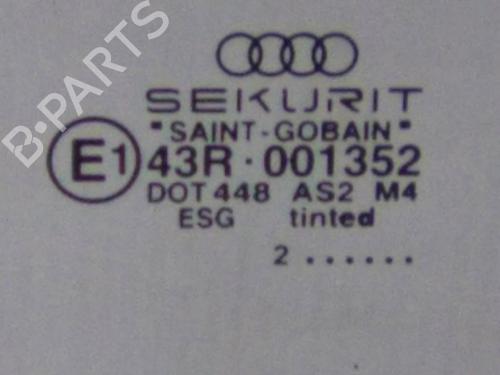 SEKURIT
"SAINT-GOBAIN"
E1 43R·001352
DOT 448 AS2 M4
ESG tinted
2 ......
B-PARTS